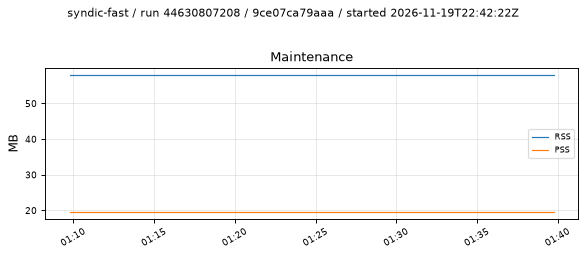 syndic-fast / run 44630807208 / 9ce07ca79aaa / started 2026-11-19T22:42:22Z
Maintenance
MB
50
40
30
20
RSS
PSS
01:10
01:15
01:20
01:25
01:30
01:35
01:40